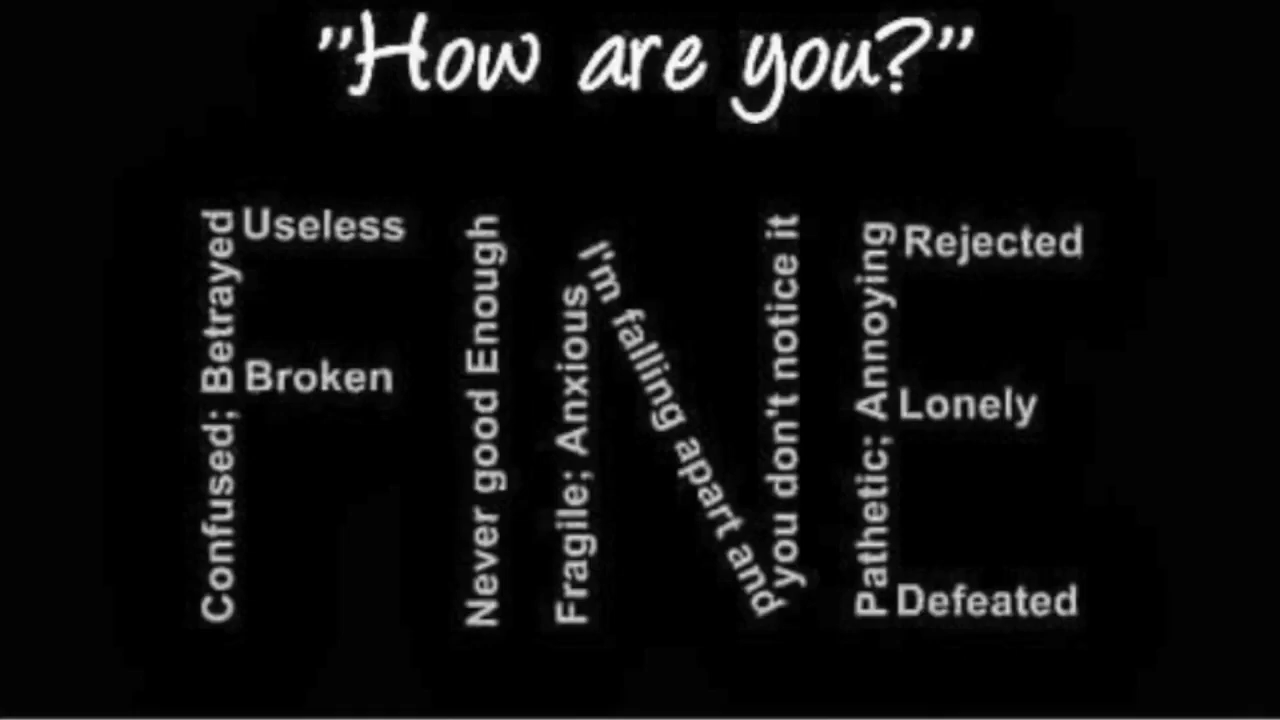 "How are you?"
Confused; Betrayed
Useless
Broken
Never good Enough
Fragile; Anxious
I'm falling apart and
you don't notice it
Pathetic; Annoying
Rejected
Lonely
Defeated